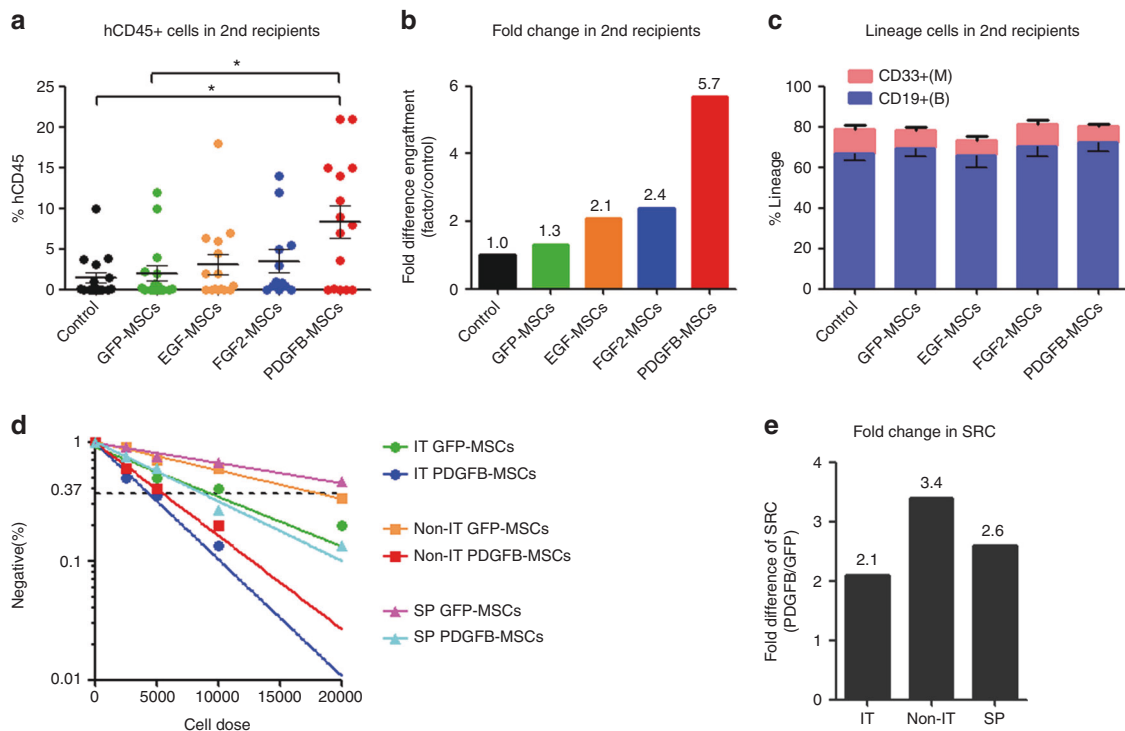 a
hCD45+ cells in 2nd recipients
*
*
25
20
15
10
5
0
% hCD45
Control
GFP-MSCs
EGF-MSCs
FGF2-MSCs
PDGFB-MSCs
b
Fold change in 2nd recipients
6
4
2
0
Fold difference engraftment
(factor/control)
1.0
1.3
2.1
2.4
5.7
Control
GFP-MSCs
EGF-MSCs
FGF2-MSCs
PDGFB-MSCs
c
Lineage cells in 2nd recipients
CD33+(M)
CD19+(B)
100
80
60
40
20
0
% Lineage
Control
GFP-MSCs
EGF-MSCs
FGF2-MSCs
PDGFB-MSCs
d
1
0.37
0.1
0.01
Negative(%)
0
5000
10000
15000
20000
Cell dose
IT GFP-MSCs
IT PDGFB-MSCs
Non-IT GFP-MSCs
Non-IT PDGFB-MSCs
SP GFP-MSCs
SP PDGFB-MSCs
e
Fold change in SRC
4
3
2
1
0
Fold difference of SRC
(PDGFB/GFP)
2.1
3.4
2.6
IT
Non-IT
SP